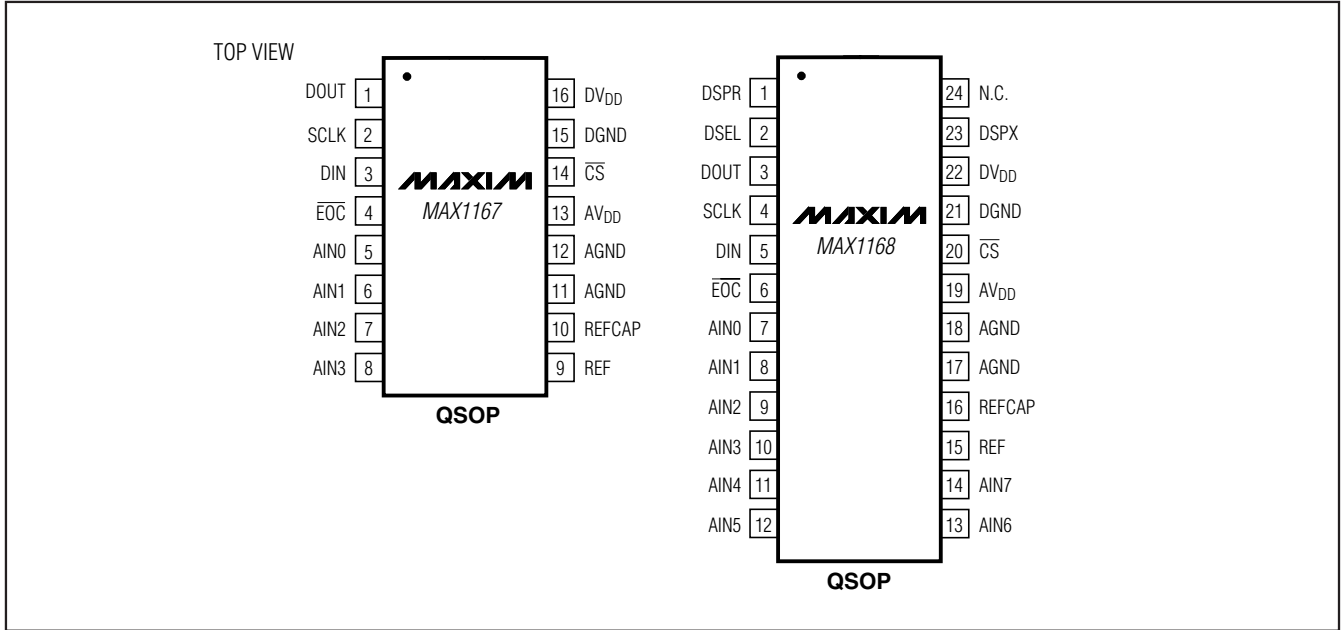 TOP VIEW
DOUT 1
SCLK 2
DIN 3
EOC 4
AIN0 5
AIN1 6
AIN2 7
AIN3 8
MAXIM
MAX1167
16 DVDD
15 DGND
14 CS
13 AVDD
12 AGND
11 AGND
10 REFCAP
9 REF
QSOP
DSPR 1
DSEL 2
DOUT 3
SCLK 4
DIN 5
EOC 6
AIN0 7
AIN1 8
AIN2 9
AIN3 10
AIN4 11
AIN5 12
MAXIM
MAX1168
24 N.C.
23 DSPX
22 DVDD
21 DGND
20 CS
19 AVDD
18 AGND
17 AGND
16 REFCAP
15 REF
14 AIN7
13 AIN6
QSOP